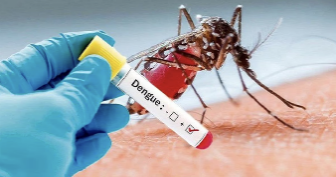 Dengue: - ☐ + ☑